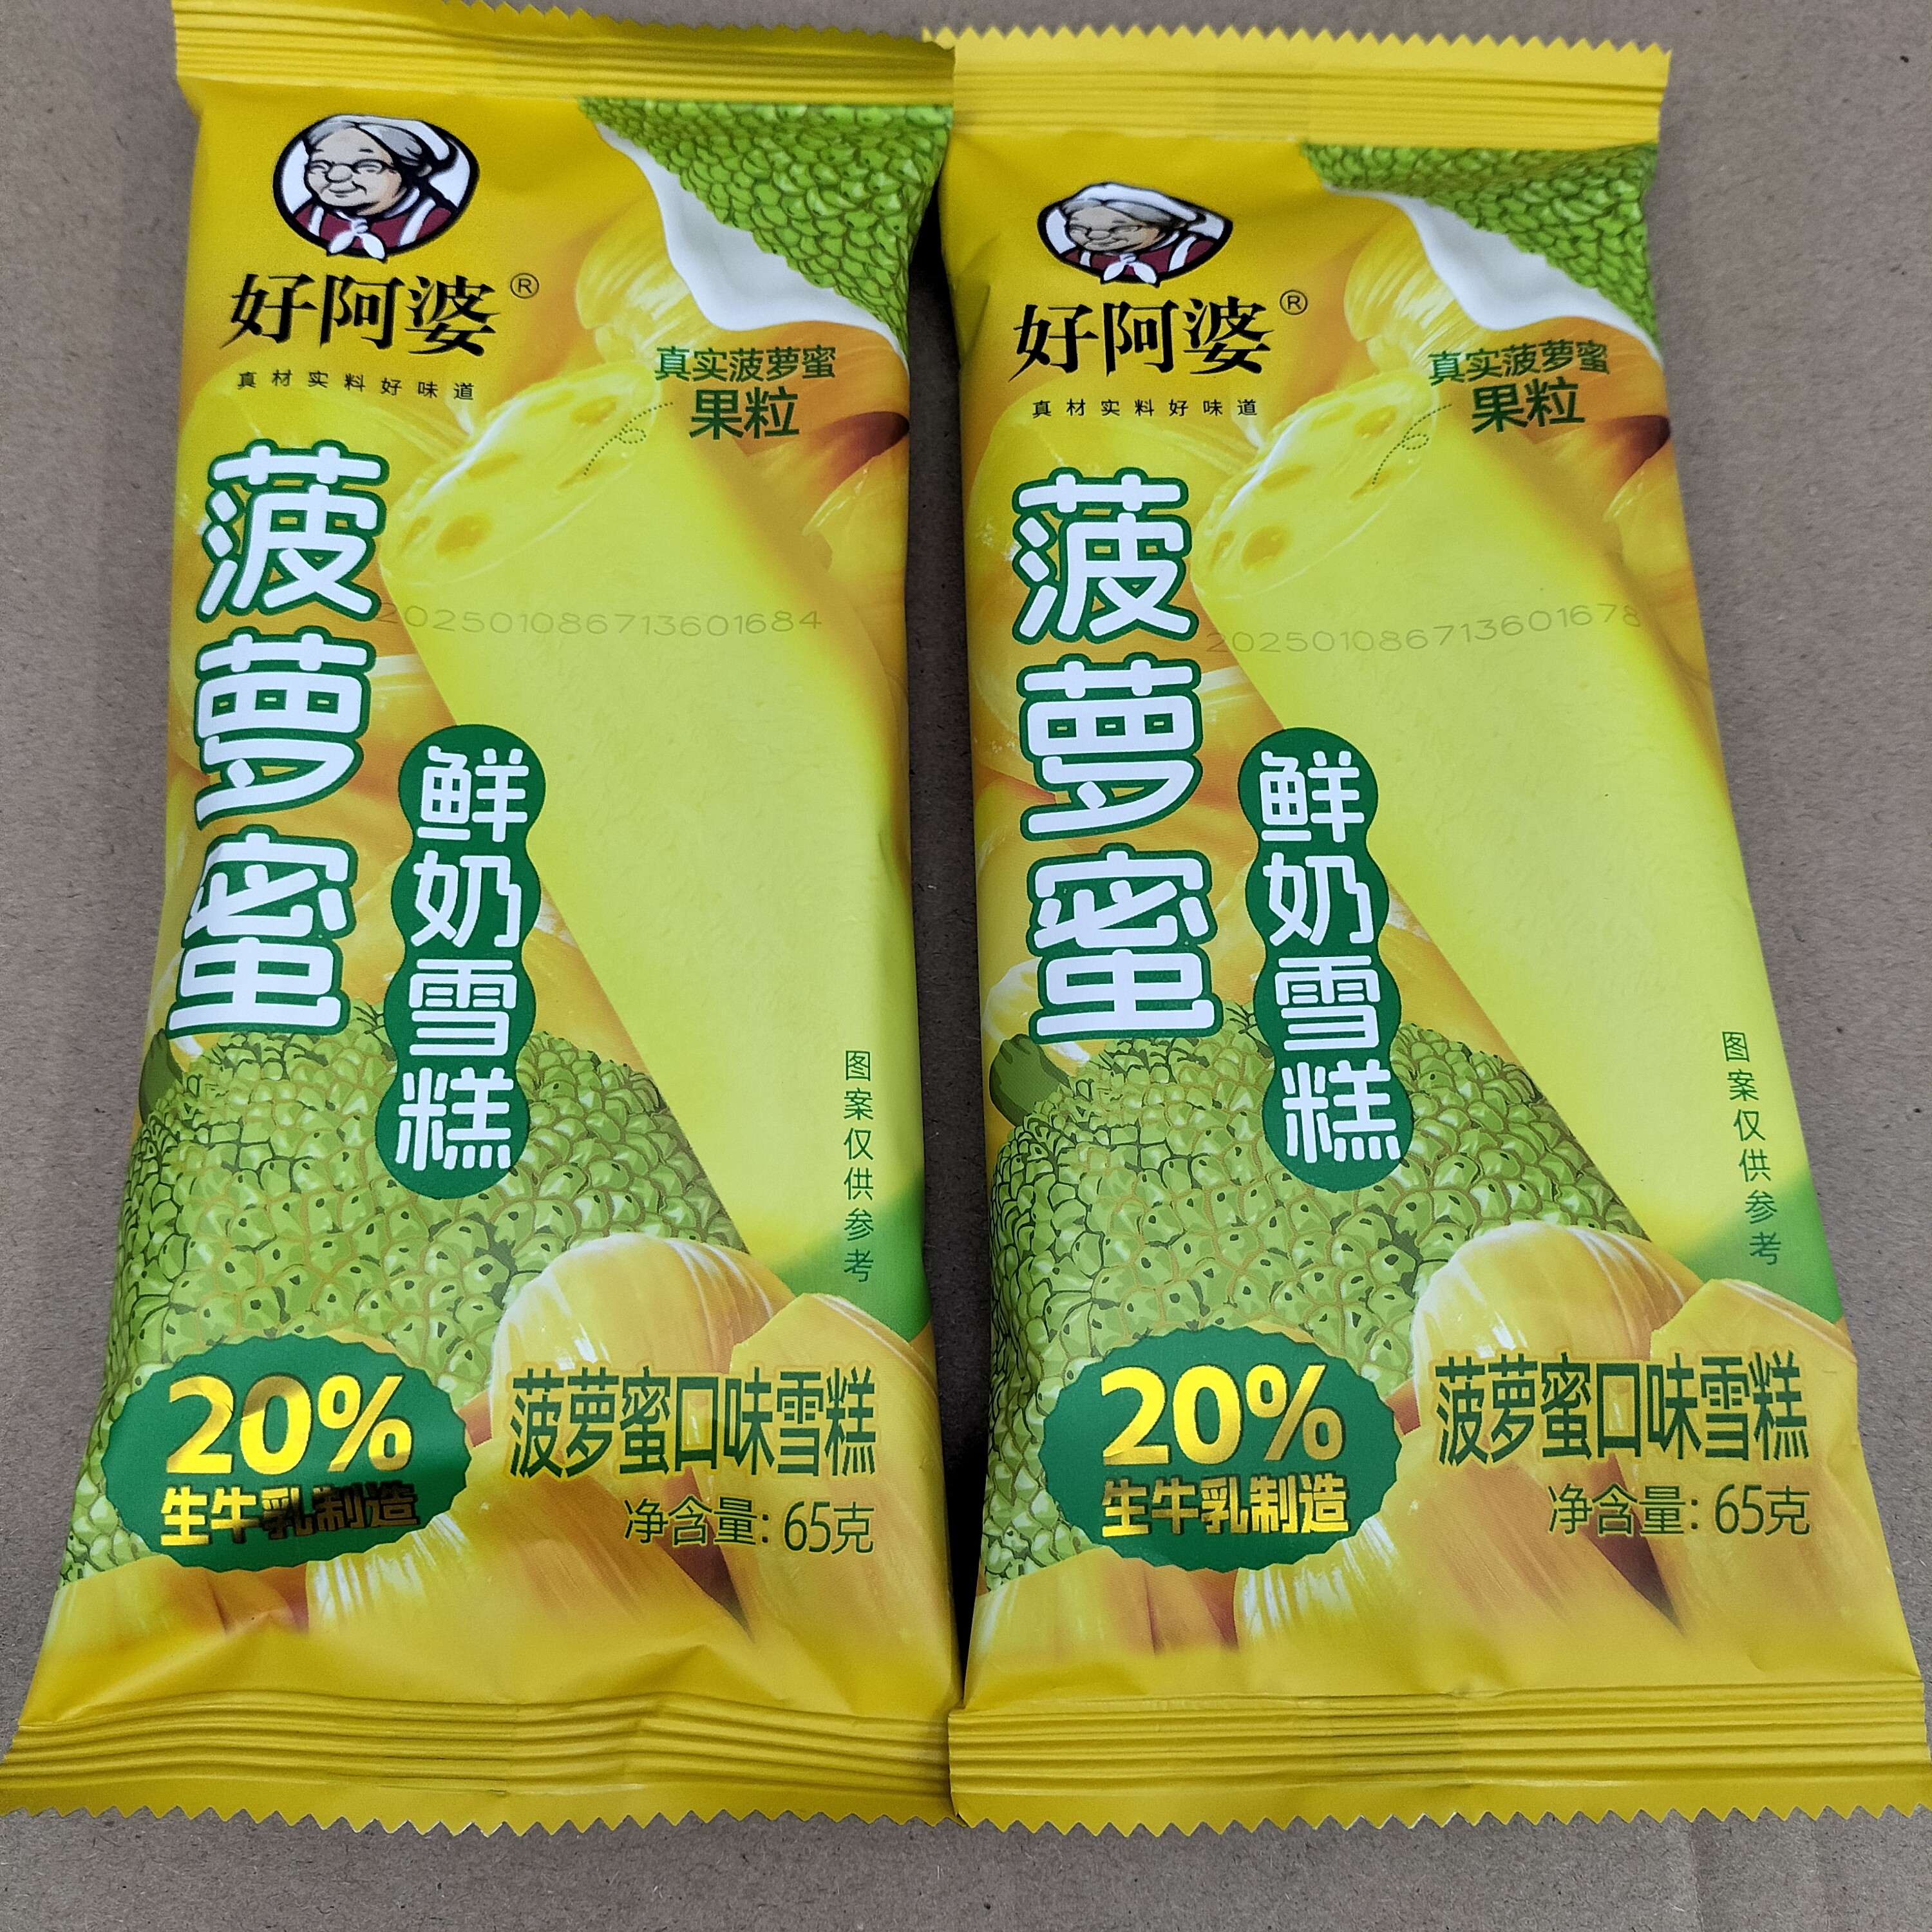 好阿婆®
真材实料好味道
真实菠萝蜜
果粒
菠萝蜜
202501086713601684
鲜奶雪糕
图案仅供参考
20%
生牛乳制造
菠萝蜜口味雪糕
净含量: 65克
好阿婆®
真材实料好味道
真实菠萝蜜
果粒
菠萝蜜
202501086713601678
鲜奶雪糕
图案仅供参考
20%
生牛乳制造
菠萝蜜口味雪糕
净含量: 65克